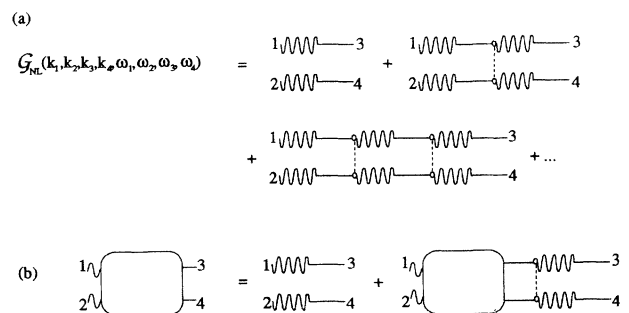 (a)
1 3 1 3
𝒢NL(k1,k2,k3,k4,ω1,ω2,ω3,ω4) = +
2 4 2 4
1 3
+ + ...
2 4
(b) 1 3 1 3 1 3
= +
2 4 2 4 2 4